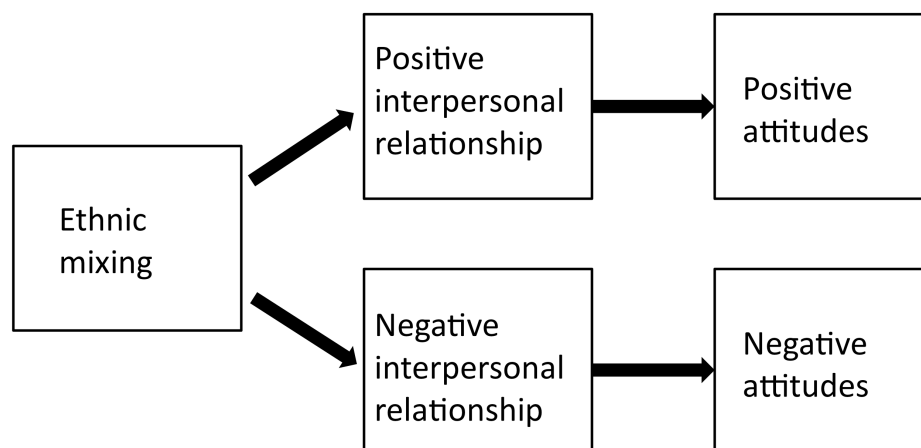 Ethnic
mixing
Positive
interpersonal
relationship
Positive
attitudes
Negative
interpersonal
relationship
Negative
attitudes